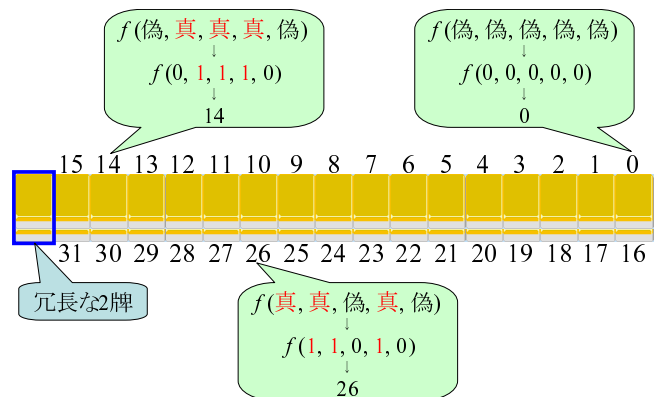 f(偽, 真, 真, 真, 偽)
↓
f(0, 1, 1, 1, 0)
↓
14
f(偽, 偽, 偽, 偽, 偽)
↓
f(0, 0, 0, 0, 0)
↓
0
15 14 13 12 11 10 9 8 7 6 5 4 3 2 1 0
31 30 29 28 27 26 25 24 23 22 21 20 19 18 17 16
冗長な2牌
f(真, 真, 偽, 真, 偽)
↓
f(1, 1, 0, 1, 0)
↓
26